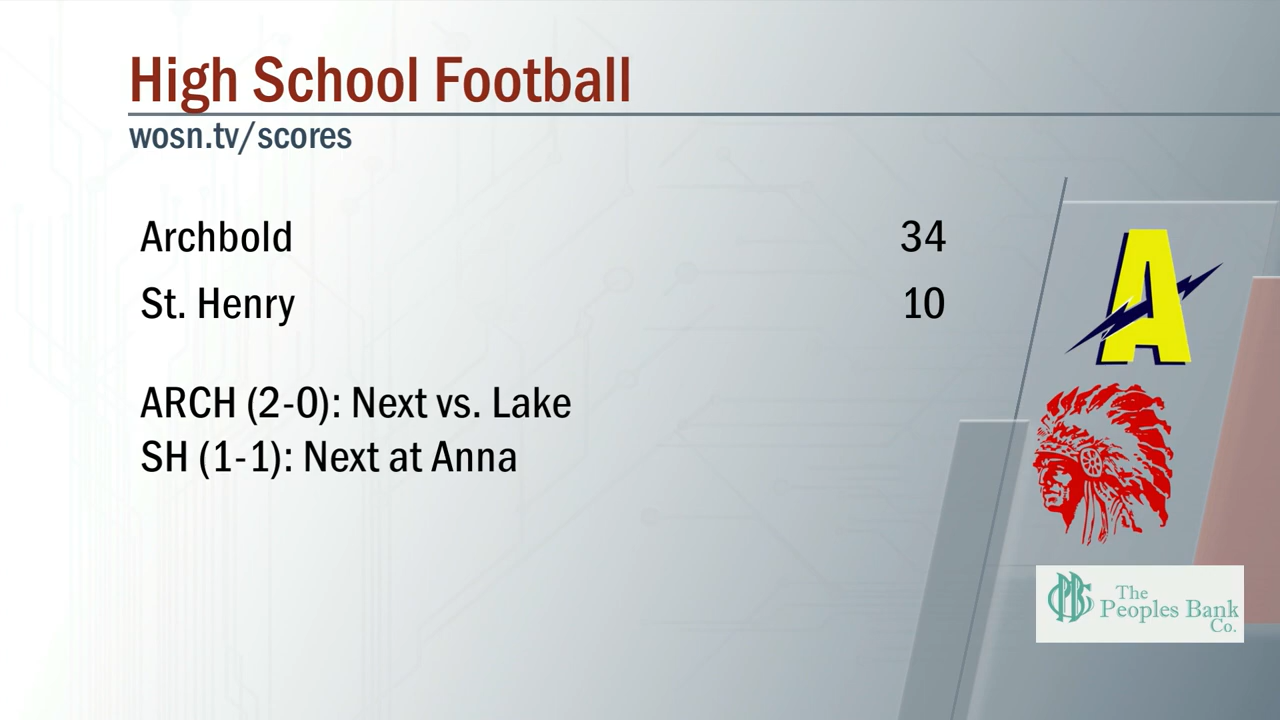 High School Football
wosn.tv/scores
Archbold 34
St. Henry 10
ARCH (2-0): Next vs. Lake
SH (1-1): Next at Anna
A
PBC
The
Peoples Bank
Co.